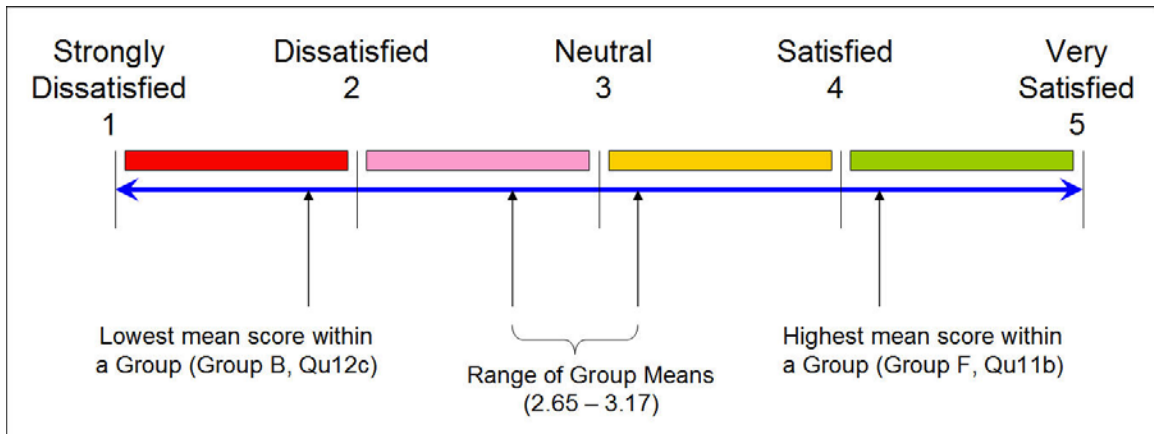 Strongly
Dissatisfied
1
Dissatisfied
2
Neutral
3
Satisfied
4
Very
Satisfied
5
Lowest mean score within
a Group (Group B, Qu12c)
Range of Group Means
(2.65 – 3.17)
Highest mean score within
a Group (Group F, Qu11b)